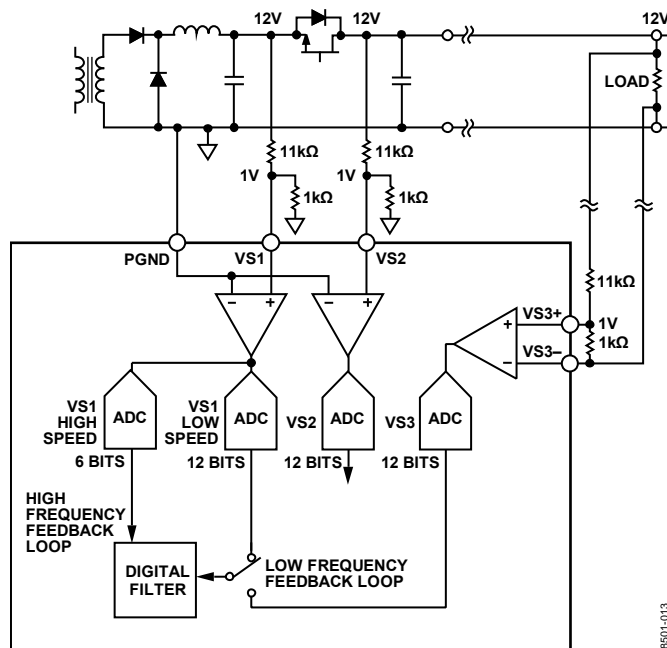 12V
12V
12V
LOAD
11kΩ
11kΩ
1V
1V
1kΩ
1kΩ
PGND
VS1
VS2
11kΩ
VS3+
1V
1kΩ
VS3–
–
+
–
+
+
–
VS1
HIGH
SPEED
ADC
VS1
LOW
SPEED
ADC
VS2
ADC
VS3
ADC
6 BITS
12 BITS
12 BITS
12 BITS
HIGH
FREQUENCY
FEEDBACK
LOOP
DIGITAL
FILTER
LOW FREQUENCY
FEEDBACK LOOP